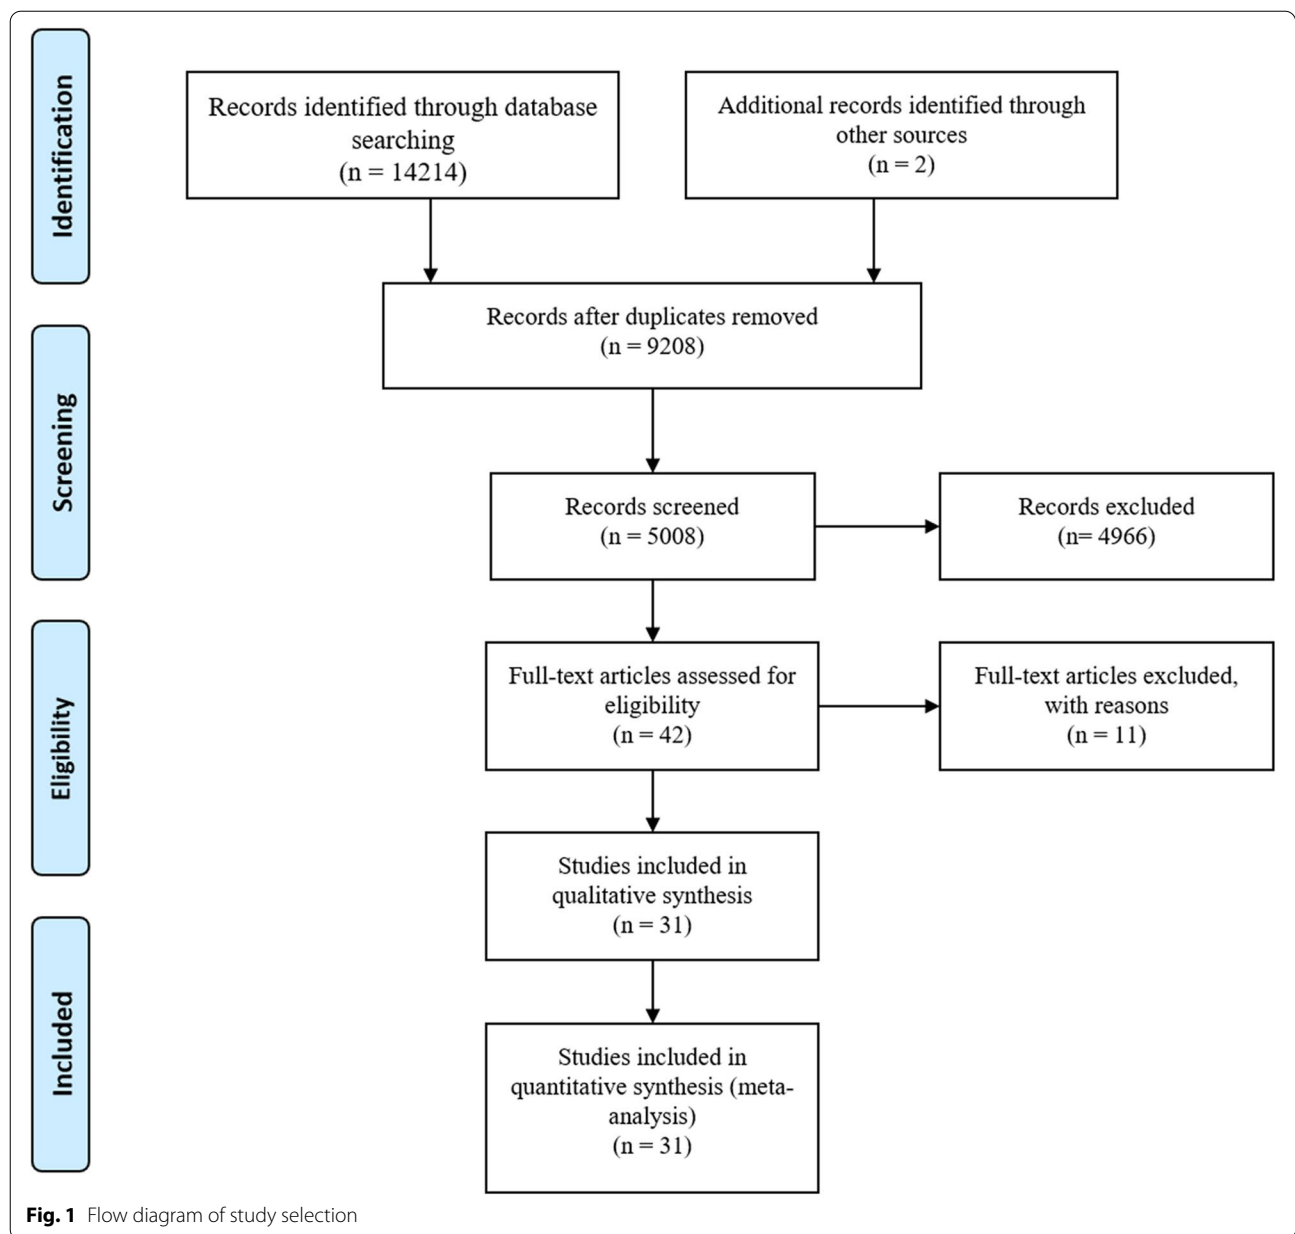 Identification
Records identified through database
searching
(n = 14214)
Additional records identified through
other sources
(n = 2)
Records after duplicates removed
(n = 9208)
Screening
Records screened
(n = 5008)
Records excluded
(n= 4966)
Eligibility
Full-text articles assessed for
eligibility
(n = 42)
Full-text articles excluded,
with reasons
(n = 11)
Studies included in
qualitative synthesis
(n = 31)
Included
Studies included in
quantitative synthesis (meta-
analysis)
(n = 31)
Fig. 1 Flow diagram of study selection